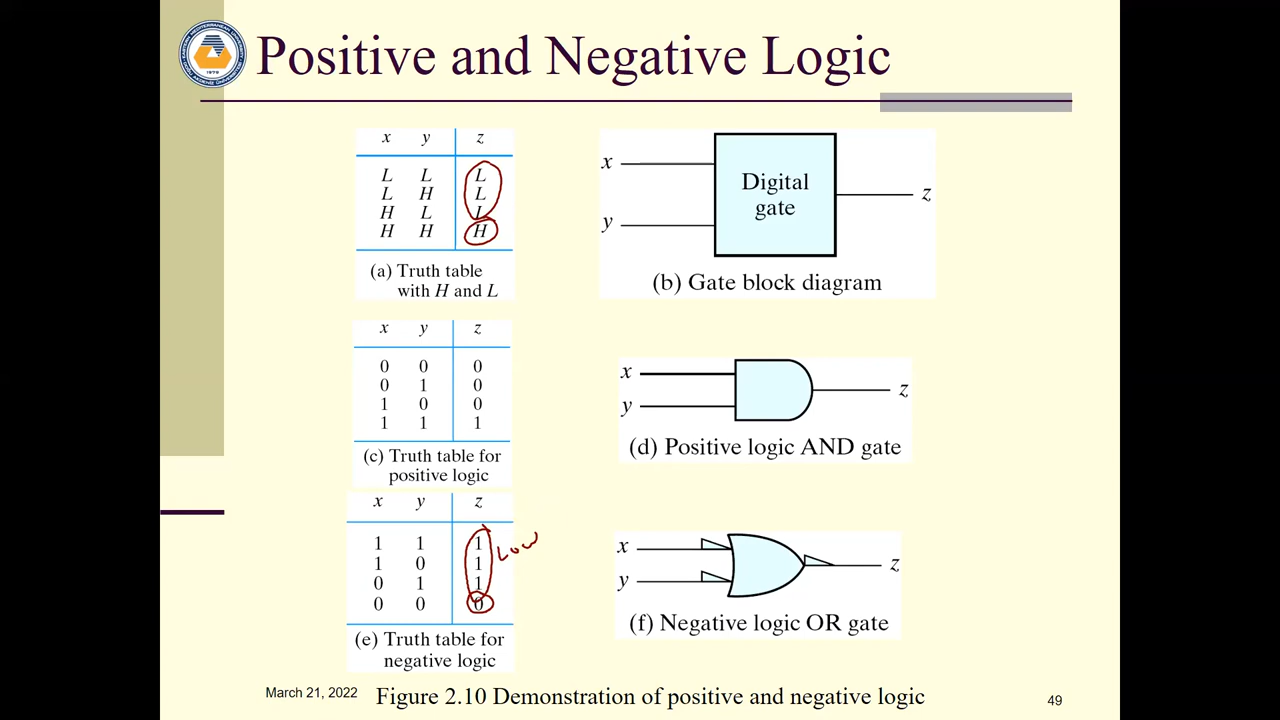 Positive and Negative Logic
x y z
L L L
L H L
H L L
H H H
(a) Truth table
with H and L
x
y
Digital
gate
z
(b) Gate block diagram
x y z
0 0 0
0 1 0
1 0 0
1 1 1
(c) Truth table for
positive logic
x
y
z
(d) Positive logic AND gate
x y z
1 1 1
1 0 1
0 1 1
0 0 0
Low
(e) Truth table for
negative logic
x
y
z
(f) Negative logic OR gate
March 21, 2022
Figure 2.10 Demonstration of positive and negative logic
49